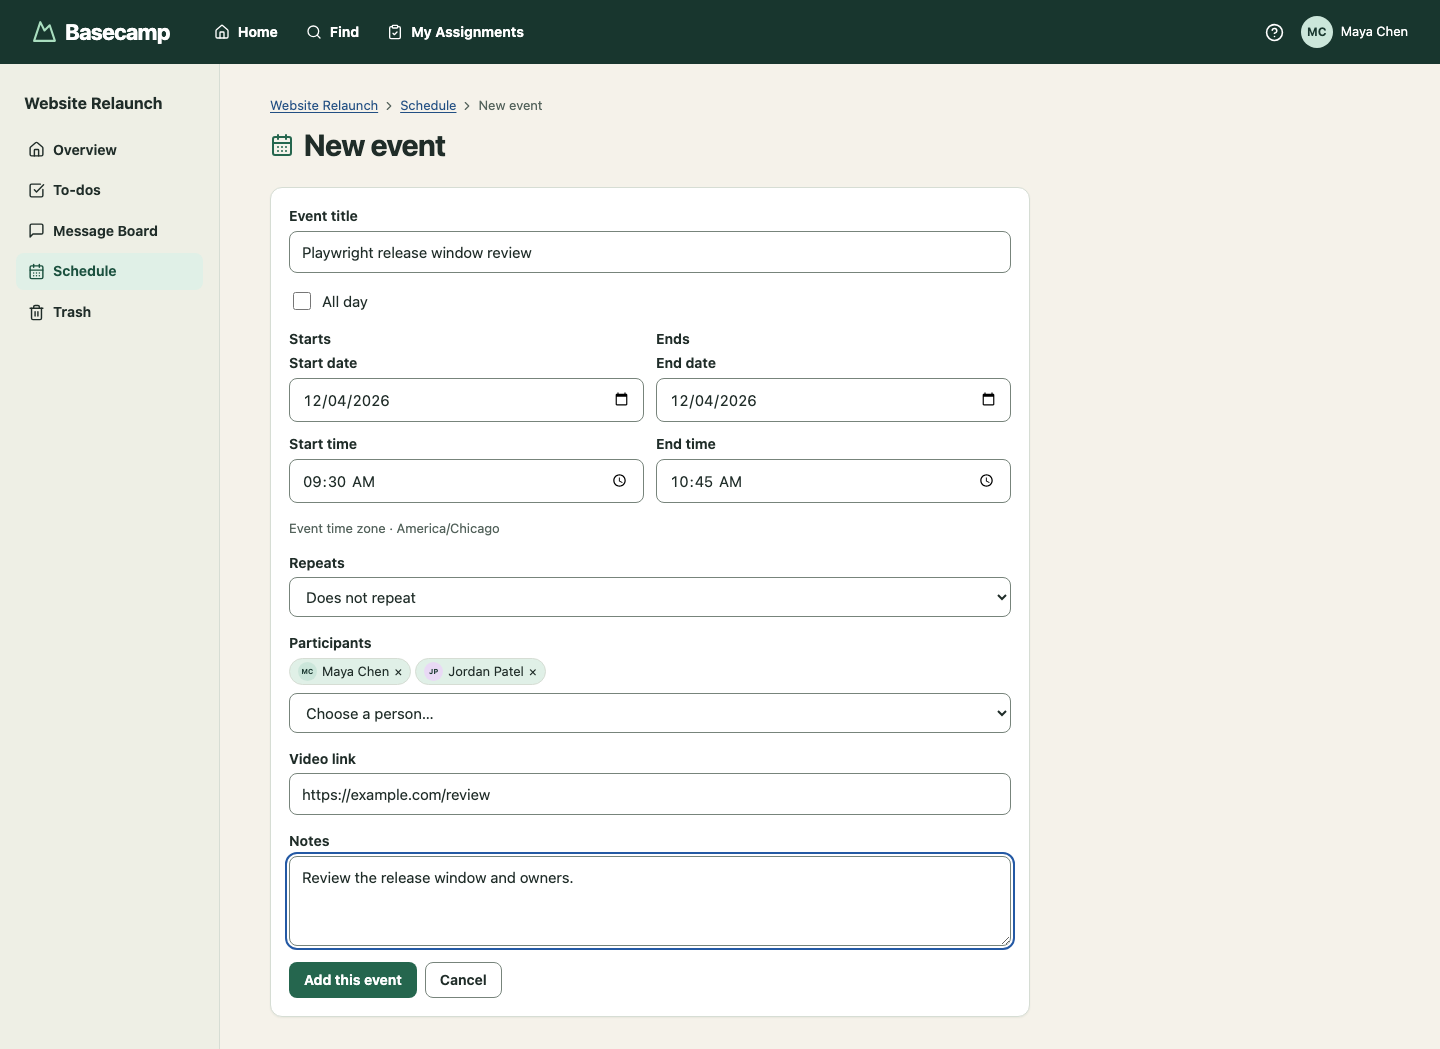 Basecamp
Home
Find
My Assignments
MC
Maya Chen
Website Relaunch
Overview
To-dos
Message Board
Schedule
Trash
Website Relaunch > Schedule > New event
New event
Event title
Playwright release window review
All day
Starts
Start date
12/04/2026
Start time
09:30 AM
Ends
End date
12/04/2026
End time
10:45 AM
Event time zone · America/Chicago
Repeats
Does not repeat
Participants
MC Maya Chen ×
JP Jordan Patel ×
Choose a person...
Video link
https://example.com/review
Notes
Review the release window and owners.
Add this event
Cancel